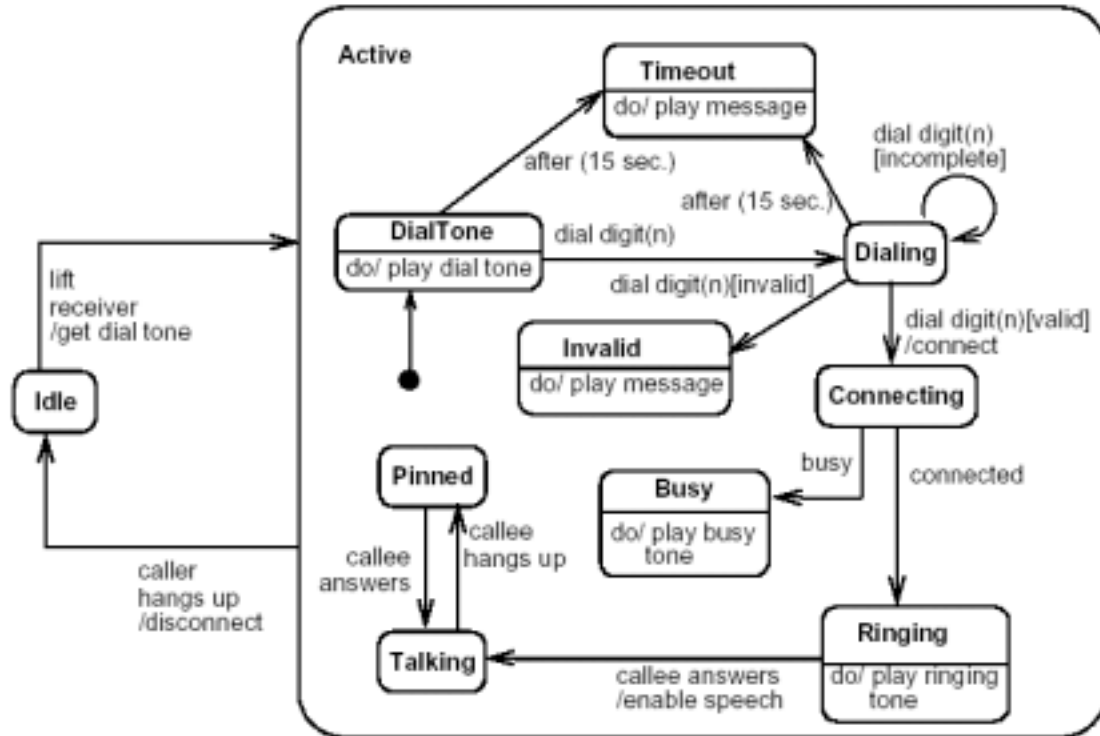 Active
Timeout
do/ play message
dial digit(n)
[incomplete]
after (15 sec.)
after (15 sec.)
DialTone
do/ play dial tone
dial digit(n)
Dialing
lift
receiver
/get dial tone
dial digit(n)[invalid]
dial digit(n)[valid]
/connect
Invalid
do/ play message
Idle
Connecting
Pinned
busy
connected
Busy
do/ play busy
tone
callee
answers
callee
hangs up
caller
hangs up
/disconnect
Talking
Ringing
do/ play ringing
tone
callee answers
/enable speech